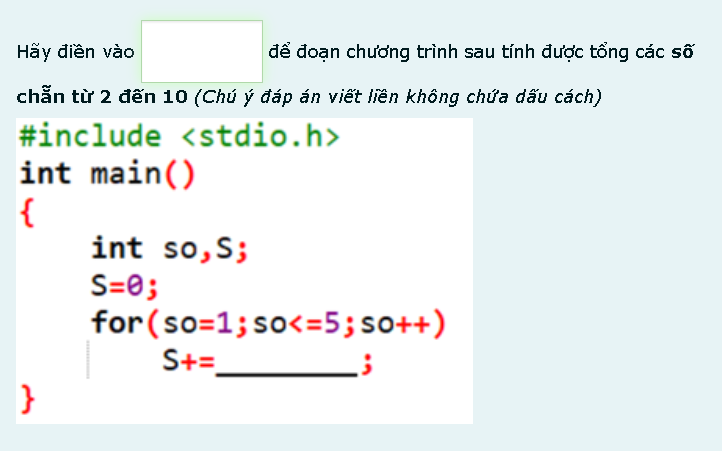 Hãy điền vào để đoạn chương trình sau tính được tổng các số
chẵn từ 2 đến 10 (Chú ý đáp án viết liền không chứa dấu cách)
#include <stdio.h>
int main()
{
int so,S;
S=0;
for(so=1;so<=5;so++)
S+=________;
}